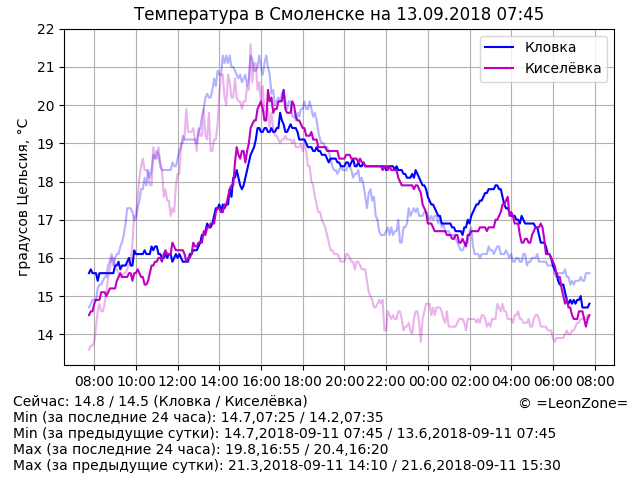 Температура в Смоленске на 13.09.2018 07:45
градусов Цельсия, °C
22
21
20
19
18
17
16
15
14
Кловка
Киселёвка
08:00 10:00 12:00 14:00 16:00 18:00 20:00 22:00 00:00 02:00 04:00 06:00 08:00
Сейчас: 14.8 / 14.5 (Кловка / Киселёвка)
© =LeonZone=
Min (за последние 24 часа): 14.7,07:25 / 14.2,07:35
Min (за предыдущие сутки): 14.7,2018-09-11 07:45 / 13.6,2018-09-11 07:45
Max (за последние 24 часа): 19.8,16:55 / 20.4,16:20
Max (за предыдущие сутки): 21.3,2018-09-11 14:10 / 21.6,2018-09-11 15:30